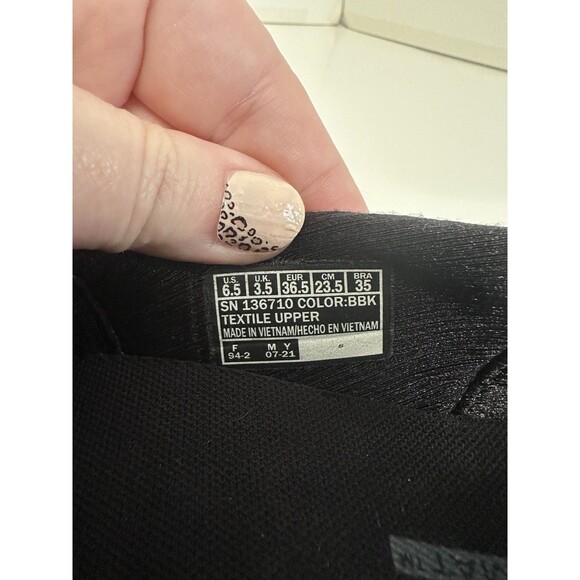 U.S. U.K. EUR CM BRA
6.5 3.5 36.5 23.5 35
SN 136710 COLOR:BBK
TEXTILE UPPER
MADE IN VIETNAM/HECHO EN VIETNAM
F M Y
94-2 07-21